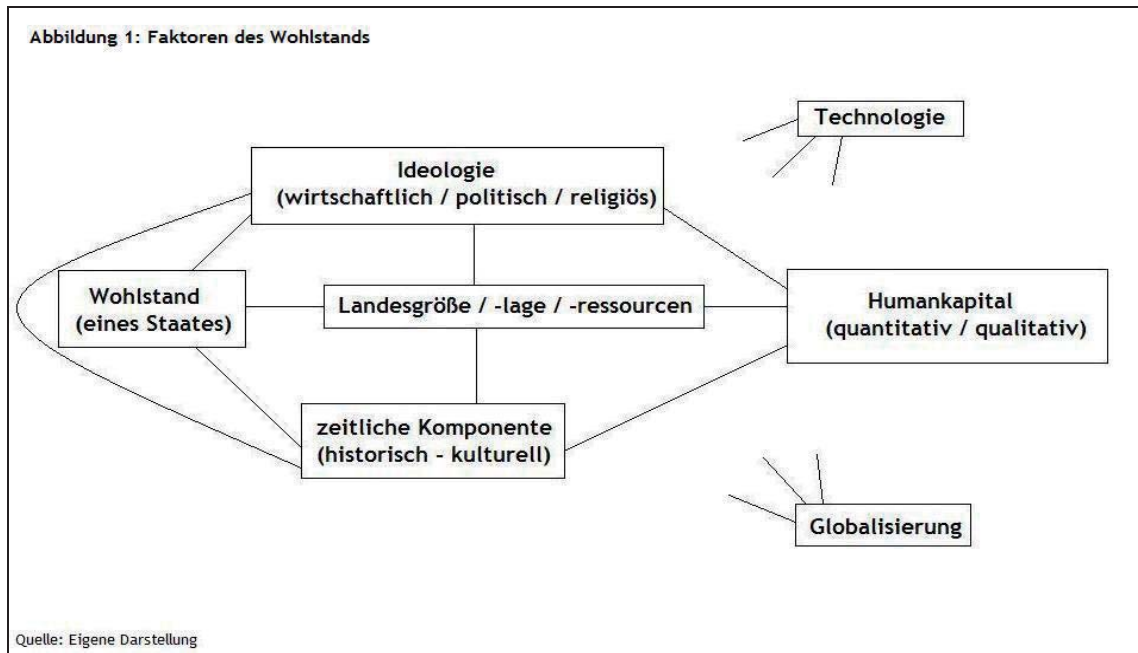 Abbildung 1: Faktoren des Wohlstands
Technologie
Ideologie
(wirtschaftlich / politisch / religiös)
Wohlstand
(eines Staates)
Landesgröße / -lage / -ressourcen
Humankapital
(quantitativ / qualitativ)
zeitliche Komponente
(historisch - kulturell)
Globalisierung
Quelle: Eigene Darstellung